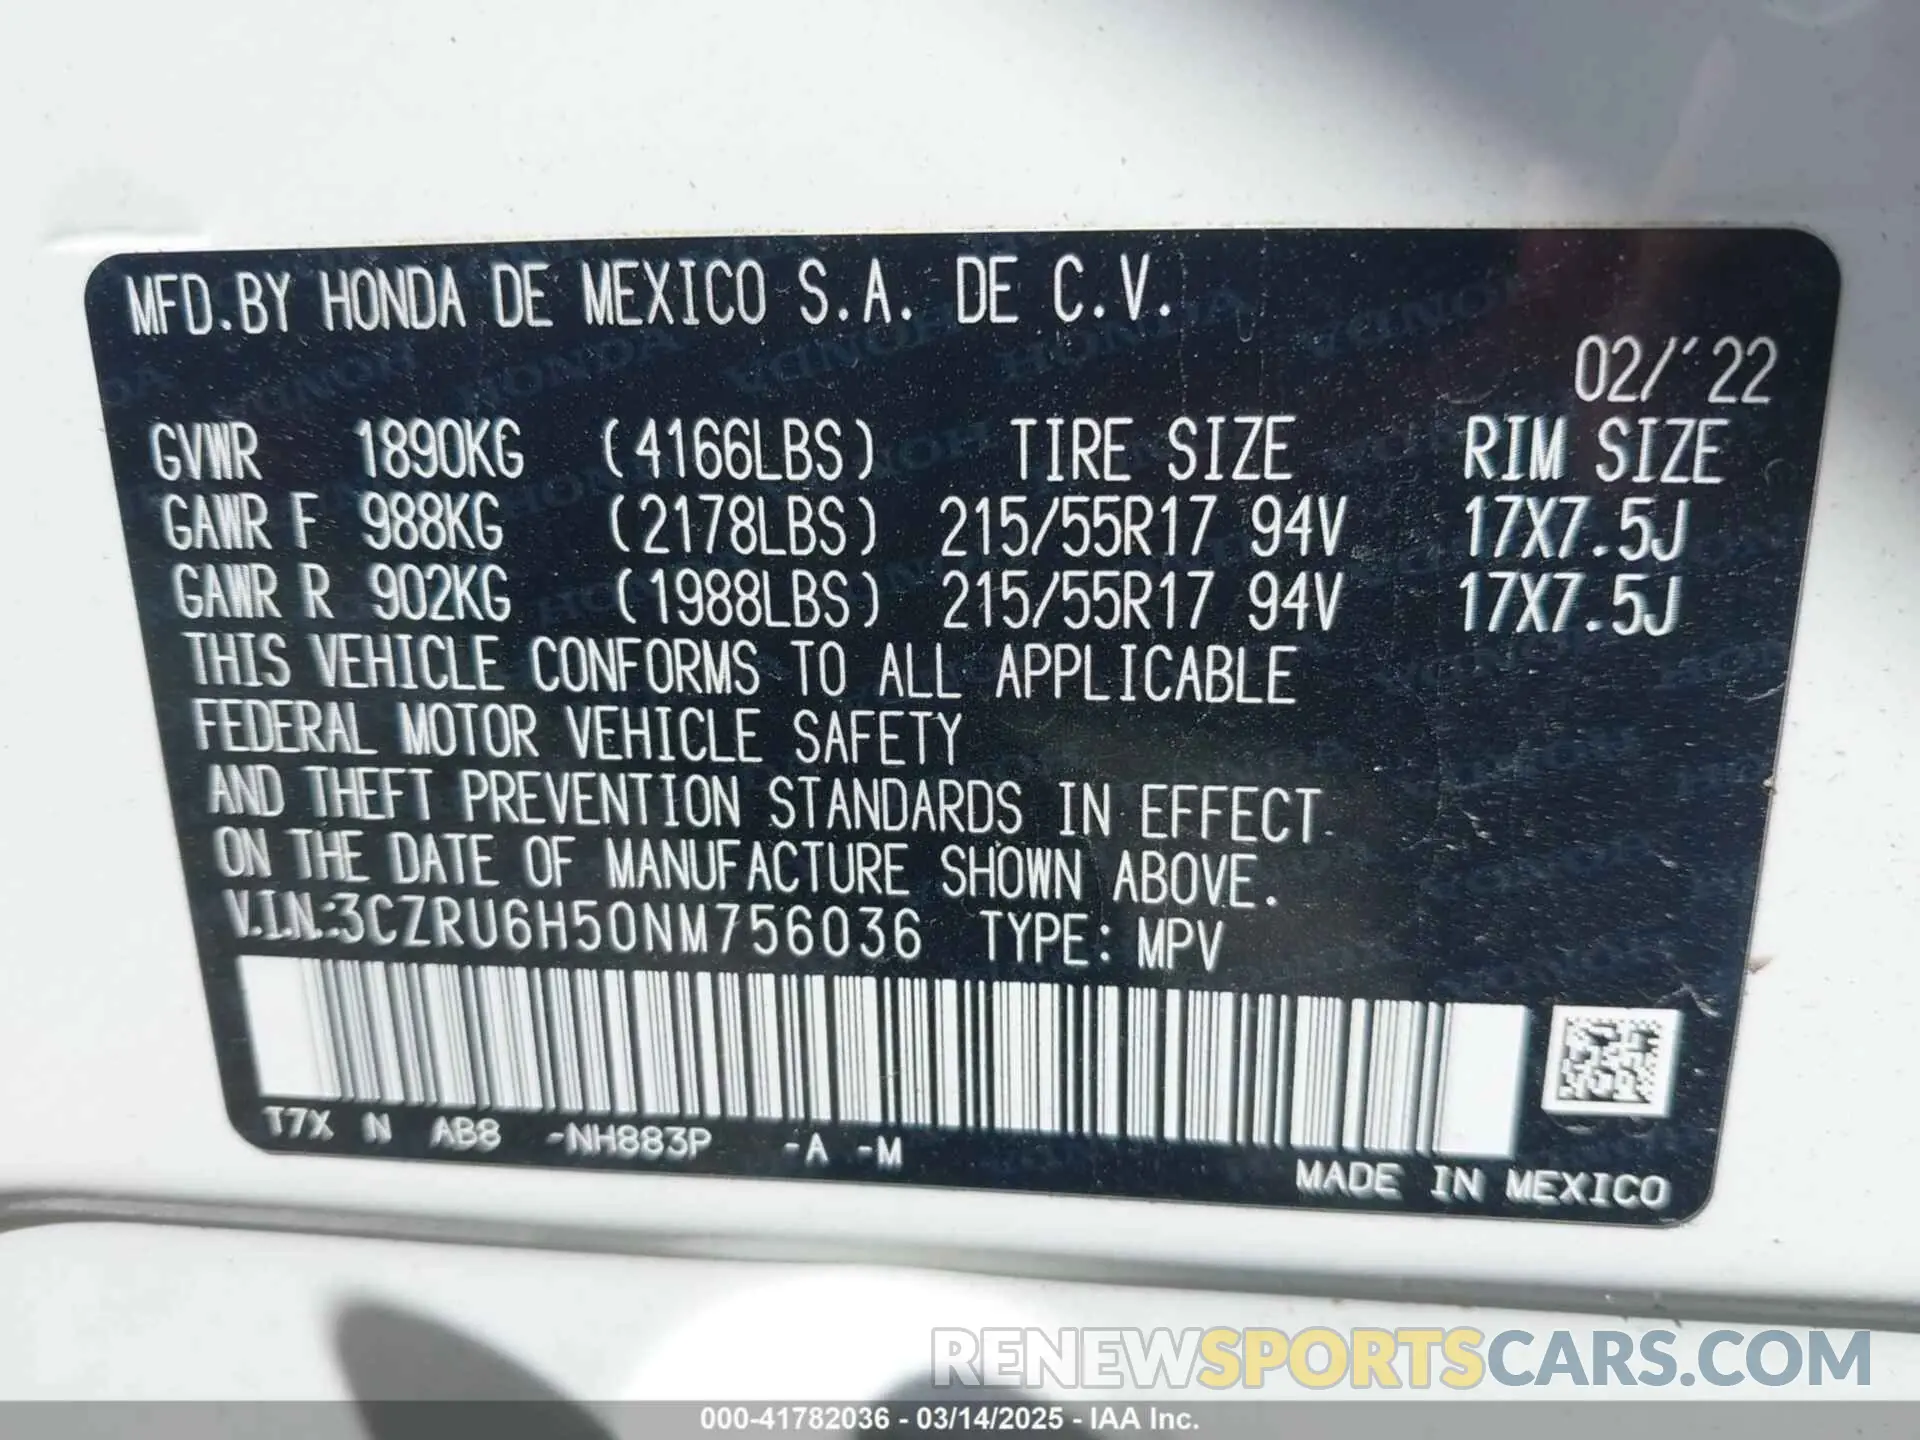 MFD.BY HONDA DE MEXICO S.A. DE C.V.
02/'22
GVWR 1890KG (4166LBS) TIRE SIZE RIM SIZE
GAWR F 988KG (2178LBS) 215/55R17 94V 17X7.5J
GAWR R 902KG (1988LBS) 215/55R17 94V 17X7.5J
THIS VEHICLE CONFORMS TO ALL APPLICABLE
FEDERAL MOTOR VEHICLE SAFETY
AND THEFT PREVENTION STANDARDS IN EFFECT
ON THE DATE OF MANUFACTURE SHOWN ABOVE.
V.I.N.:3CZRU6H50NM756036 TYPE: MPV
T7X N AB8 -NH883P -A -M
MADE IN MEXICO
RENEWSPORTSCARS.COM
000-41782036 - 03/14/2025 - IAA Inc.